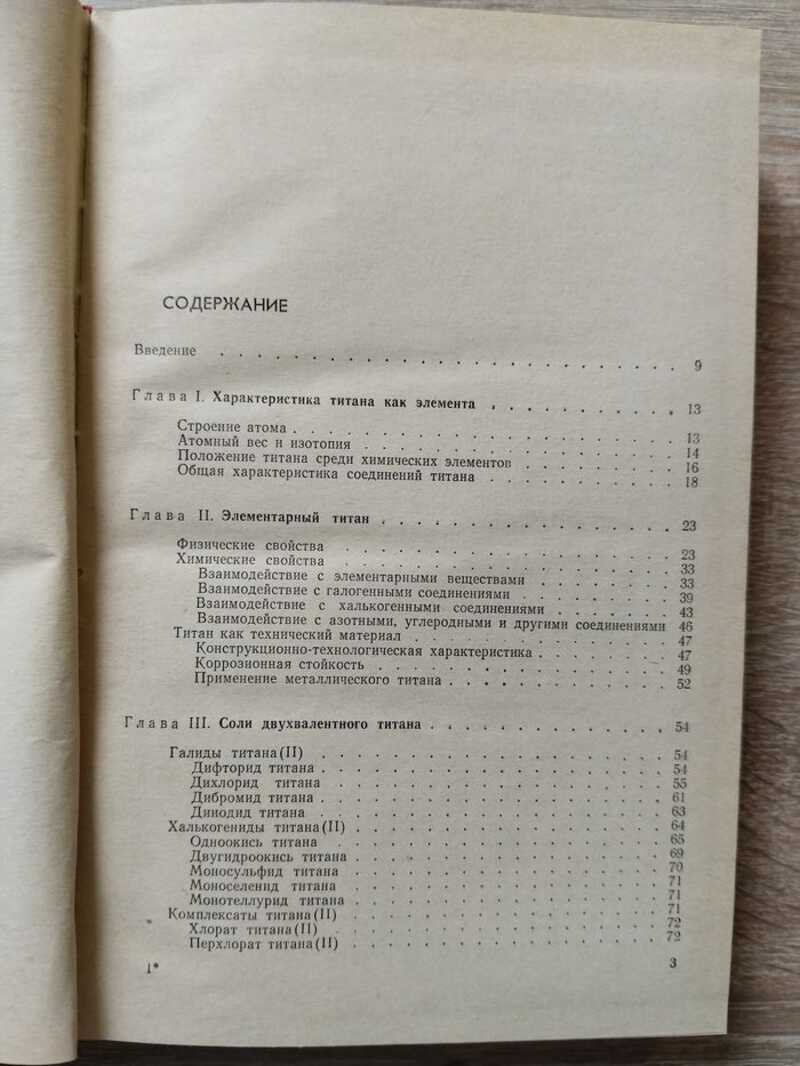 СОДЕРЖАНИЕ
Введение . . . . . . . . . . . . . . . . . . . . 9
Глава I. Характеристика титана как элемента . . . . . . . . . . 13
Строение атома . . . . . . . . . . . . . . . . 13
Атомный вес и изотопия . . . . . . . . . . . . . . 14
Положение титана среди химических элементов . . . . . . . . 16
Общая характеристика соединений титана . . . . . . . . . . 18
Глава II. Элементарный титан . . . . . . . . . . . . . . 23
Физические свойства . . . . . . . . . . . . . . . 23
Химические свойства . . . . . . . . . . . . . . . 33
Взаимодействие с элементарными веществами . . . . . . . . 33
Взаимодействие с галогенными соединениями . . . . . . . . 39
Взаимодействие с халькогенными соединениями . . . . . . . 43
Взаимодействие с азотными, углеродными и другими соединениями 46
Титан как технический материал . . . . . . . . . . . . 47
Конструкционно-технологическая характеристика . . . . . . . 47
Коррозионная стойкость . . . . . . . . . . . . . . 49
Применение металлического титана . . . . . . . . . . . 52
Глава III. Соли двухвалентного титана . . . . . . . . . . . 54
Галиды титана(II) . . . . . . . . . . . . . . . . 54
Дифторид титана . . . . . . . . . . . . . . . . 54
Дихлорид титана . . . . . . . . . . . . . . . . 55
Дибромид титана . . . . . . . . . . . . . . . . 61
Дииодид титана . . . . . . . . . . . . . . . . 63
Халькогениды титана(II) . . . . . . . . . . . . . . 64
Одноокись титана . . . . . . . . . . . . . . . . 65
Двугидроокись титана . . . . . . . . . . . . . . . 69
Моносульфид титана . . . . . . . . . . . . . . . 70
Моноселенид титана . . . . . . . . . . . . . . . 71
Монотеллурид титана . . . . . . . . . . . . . . . 71
Комплексаты титана(II) . . . . . . . . . . . . . . 71
Хлорат титана(II) . . . . . . . . . . . . . . . . 72
Перхлорат титана(II) . . . . . . . . . . . . . . . 72
1* 3